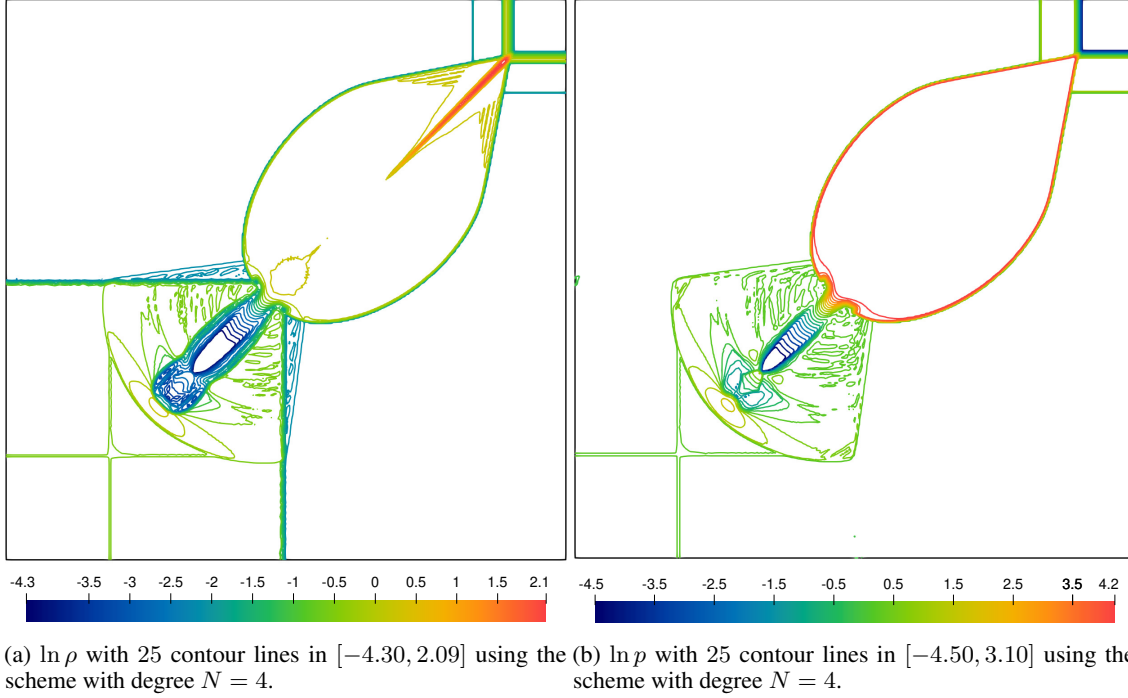 -4.3 -3.5 -3 -2.5 -2 -1.5 -1 -0.5 0 0.5 1 1.5 2.1
-4.5 -3.5 -2.5 -1.5 -0.5 0.5 1.5 2.5 3.5 4.2
(a) ln ρ with 25 contour lines in [−4.30, 2.09] using the
scheme with degree N = 4.
(b) ln p with 25 contour lines in [−4.50, 3.10] using the
scheme with degree N = 4.